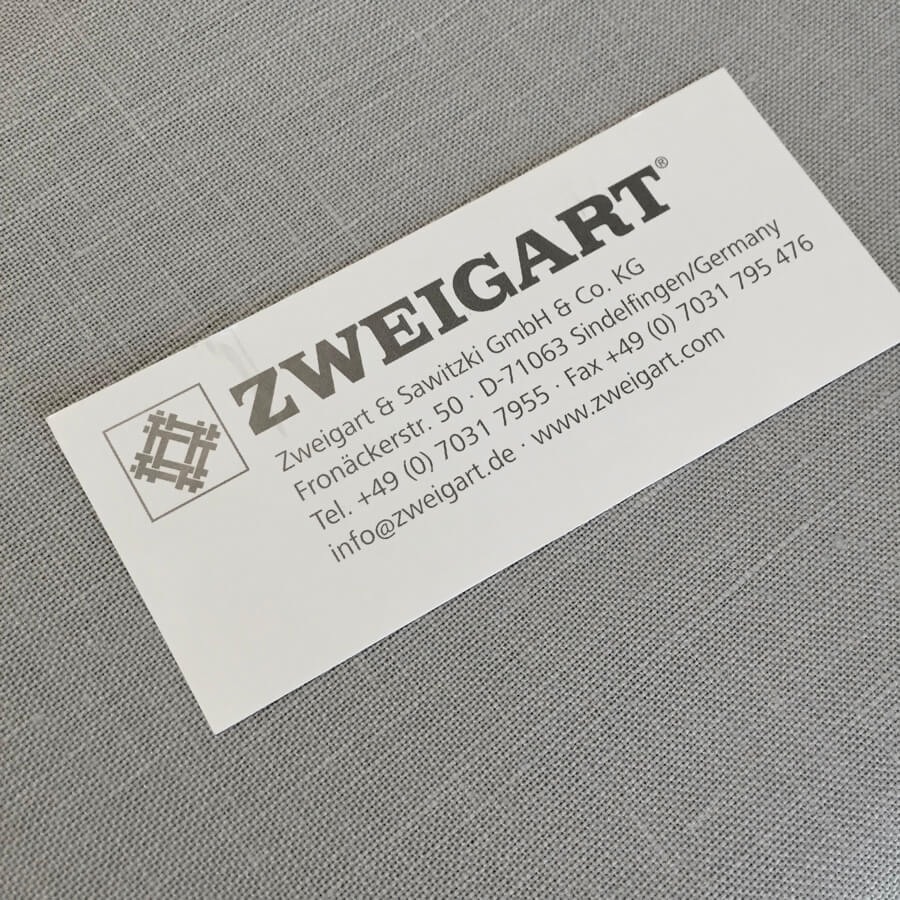 ZWEIGART®
Zweigart & Sawitzki GmbH & Co. KG
Fronäckerstr. 50 · D-71063 Sindelfingen/Germany
Tel. +49 (0) 7031 7955 · Fax +49 (0) 7031 795 476
info@zweigart.de · www.zweigart.com